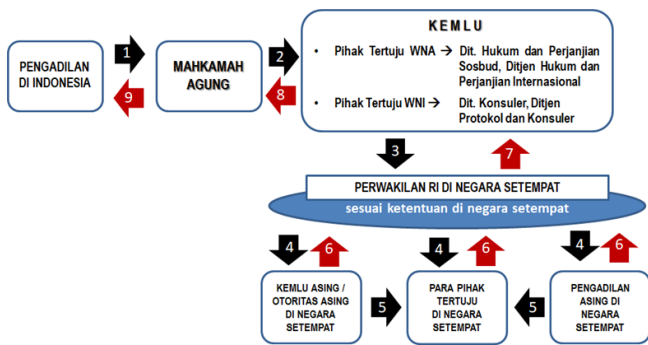 KEMLU
1
2
PENGADILAN
DI INDONESIA
MAHKAMAH
AGUNG
9
8
• Pihak Tertuju WNA → Dit. Hukum dan Perjanjian
Sosbud, Ditjen Hukum dan
Perjanjian Internasional
• Pihak Tertuju WNI → Dit. Konsuler, Ditjen
Protokol dan Konsuler
3
7
PERWAKILAN RI DI NEGARA SETEMPAT
sesuai ketentuan di negara setempat
4
6
4
6
4
6
KEMLU ASING /
OTORITAS ASING
DI NEGARA
SETEMPAT
5
PARA PIHAK
TERTUJU
DI NEGARA
SETEMPAT
5
PENGADILAN
ASING DI
NEGARA
SETEMPAT